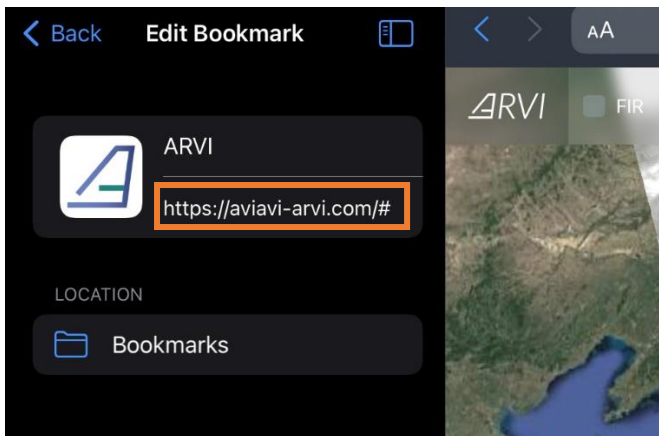 Back
Edit Bookmark
AA
ARVI
https://aviavi-arvi.com/#
LOCATION
Bookmarks
ARVI
FIR